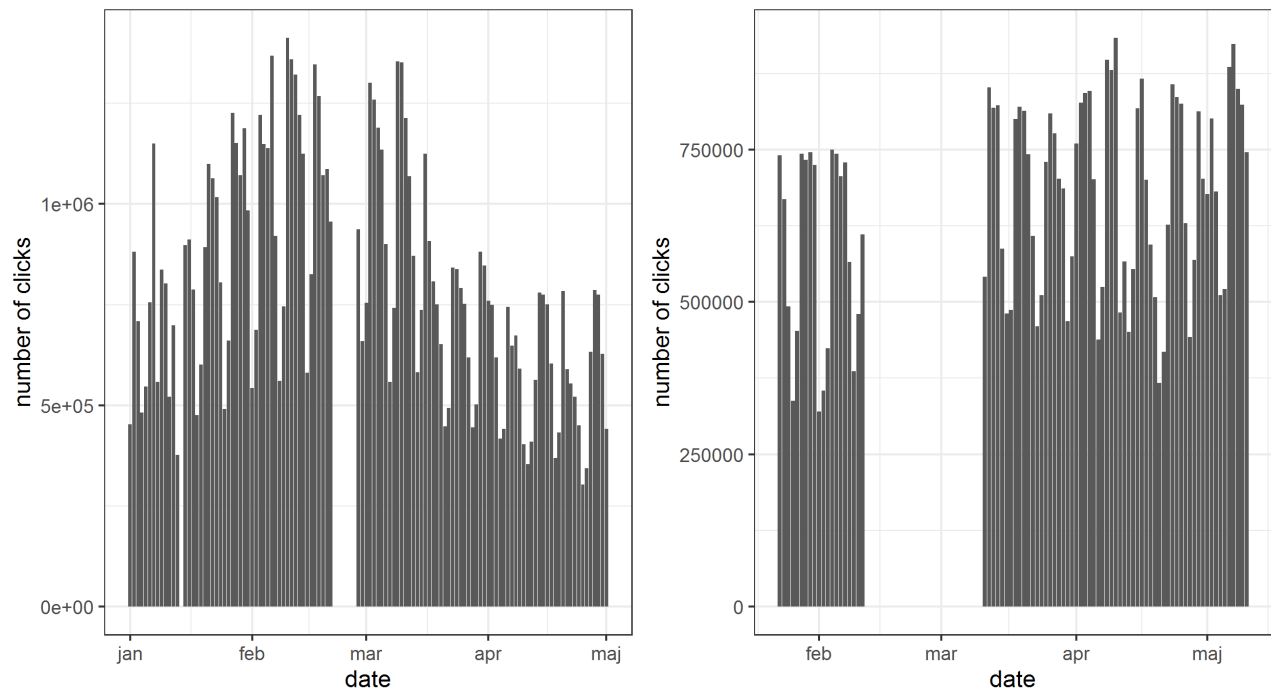 number of clicks
1e+06
5e+05
0e+00
jan feb mar apr maj
date
number of clicks
750000
500000
250000
0
feb mar apr maj
date